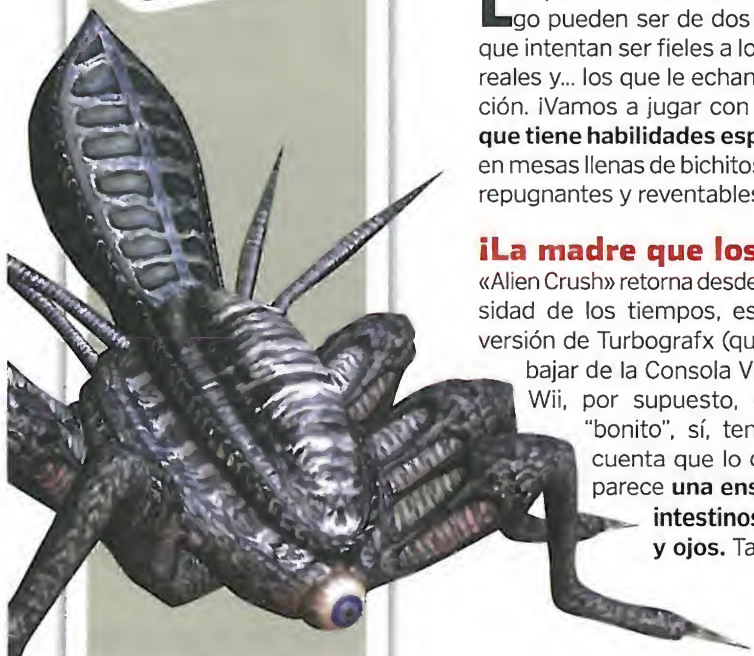 go pueden ser de dos
que intentan ser fieles a lo
reales y... los que le echan
ción. ¡Vamos a jugar con
que tiene habilidades esp
en mesas llenas de bichitos
repugnantes y reventables
¡La madre que los
«Alien Crush» retorna desde
sidad de los tiempos, es
versión de Turbografx (qu
bajar de la Consola V
Wii, por supuesto,
"bonito", sí, ten
cuenta que lo
parece una ens
intestinos
y ojos. Ta